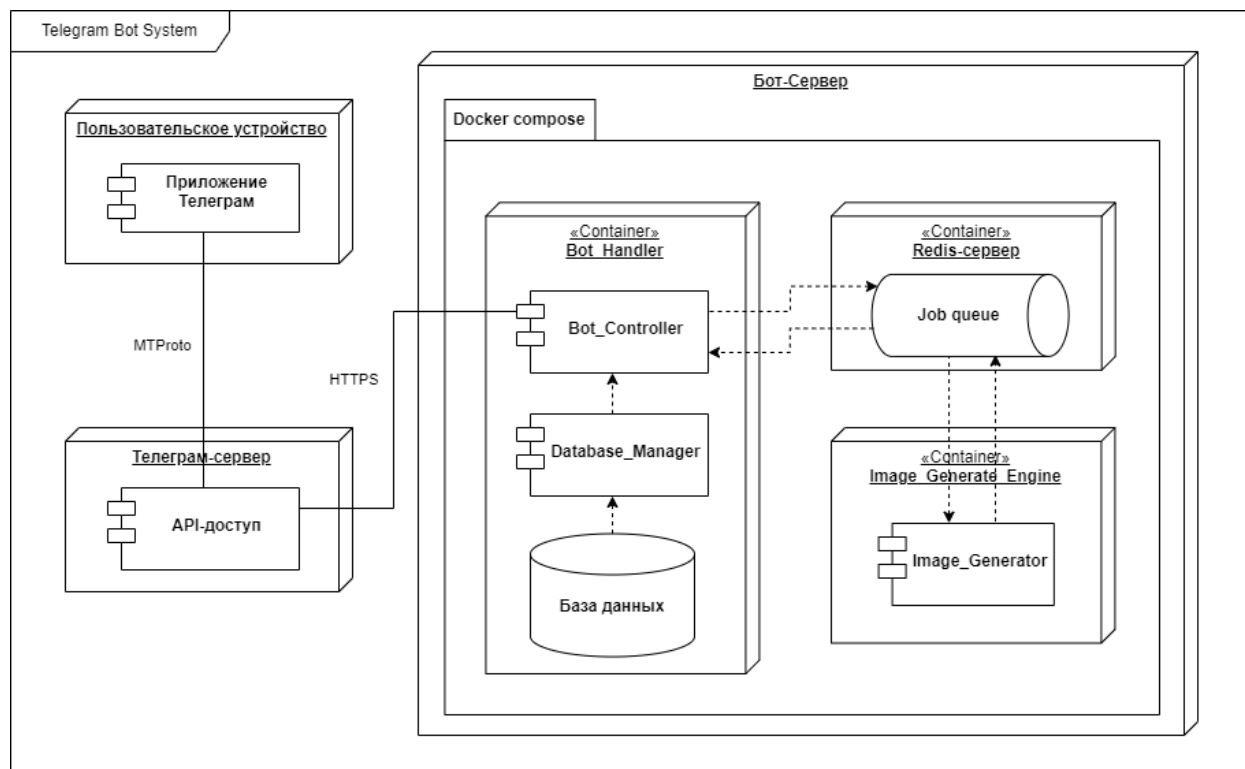 Telegram Bot System
Бот-Сервер
Docker compose
Пользовательское устройство
Приложение
Телеграм
«Container»
Bot_Handler
«Container»
Redis-сервер
Bot_Controller
Job queue
MTProto
HTTPS
Телеграм-сервер
API-доступ
Database_Manager
«Container»
Image_Generate_Engine
Image_Generator
База данных